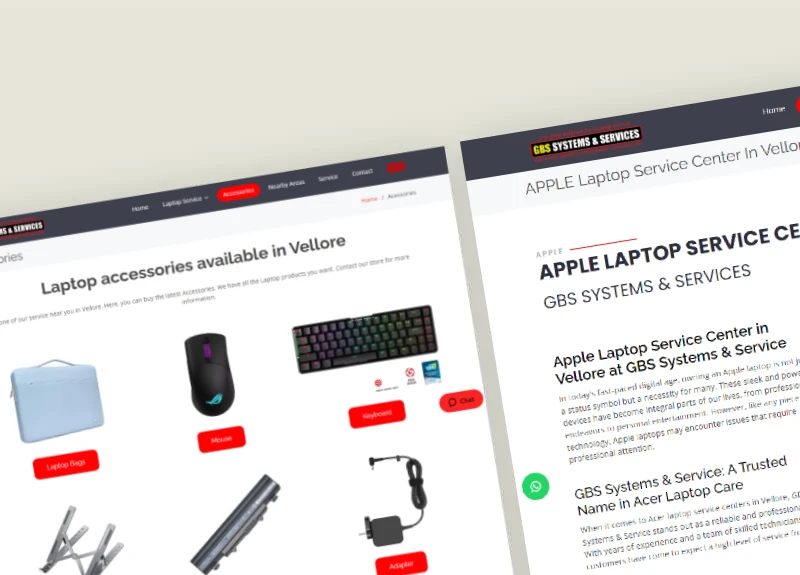 GBS SYSTEMS & SERVICES
Home
APPLE Laptop Service Center In Vellor
APPLE
APPLE LAPTOP SERVICE CE
GBS SYSTEMS & SERVICES
Apple Laptop Service Center in
Vellore at GBS Systems & Service
In today's fast-paced digital age, owning an Apple laptop is not ju
a status symbol but a necessity for many. These sleek and powe
devices have become integral parts of our lives, from profession
endeavors to personal entertainment. However, like any piece
technology, Apple laptops may encounter issues that require
professional attention.
GBS Systems & Service: A Trusted
Name in Acer Laptop Care
When it comes to Acer laptop service centers in Vellore, GB
Systems & Service stands out as a reliable and professiona
With years of experience and a team of skilled technicians
customers have come to expect a high level of service fro
MS & SERVICES
Home
Laptop Service
Accessories
Nearby Areas
Service
Contact
ories
Home / Acessories
Laptop accessories available in Vellore
one of our service near you in Vellore. Here, you can buy the latest Accessories. We have all the Laptop products you want. Contact our store for more
information.
Laptop Bags
Mouse
Keyboard
Chat
Adapter